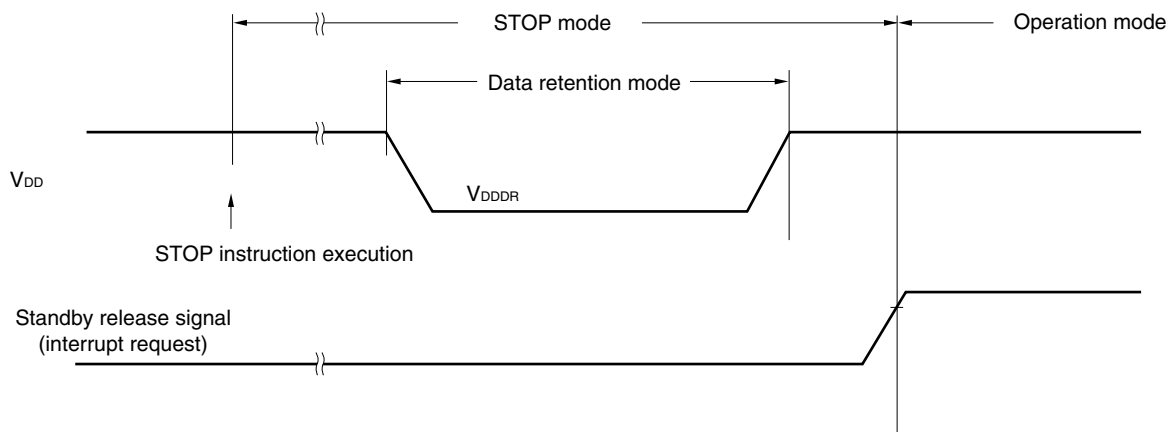 STOP mode
Operation mode
Data retention mode
VDD
VDDDR
STOP instruction execution
Standby release signal
(interrupt request)